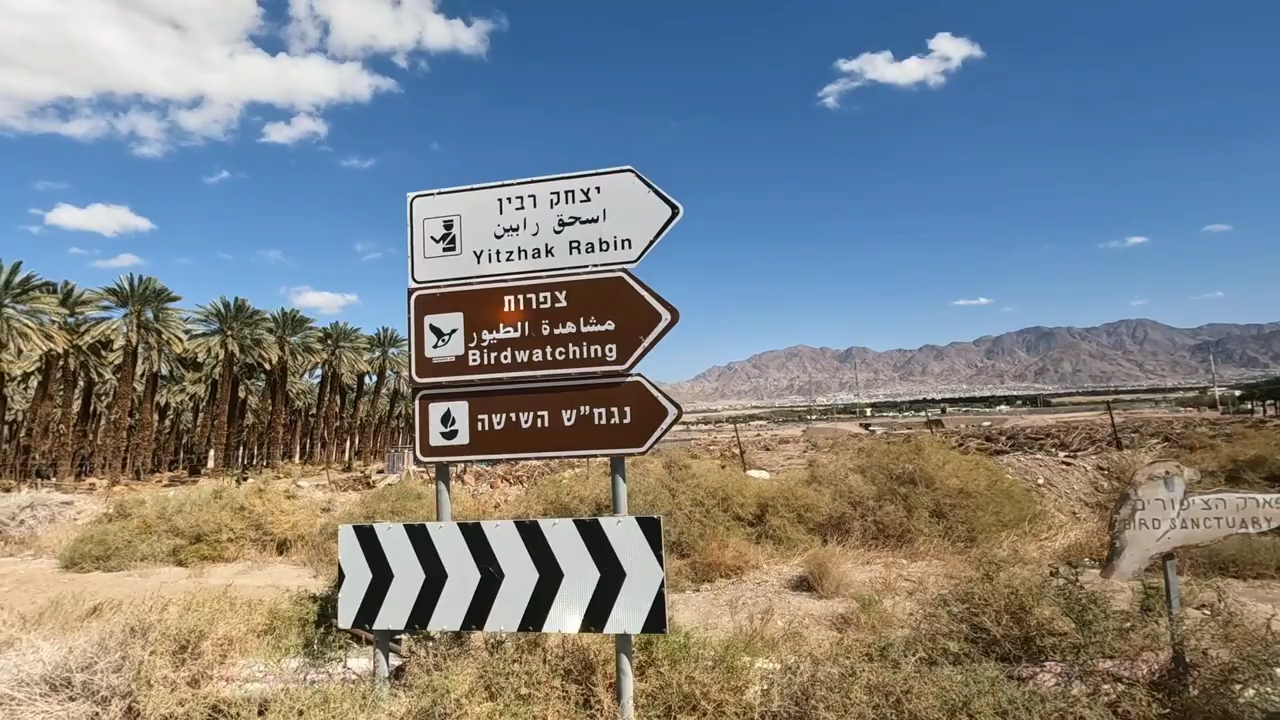 יצחק רבין
اسحق رابين
Yitzhak Rabin
צפרות
مشاهدة الطيور
Birdwatching
נגמ"ש השישה
פארק הציפורים
BIRD SANCTUARY